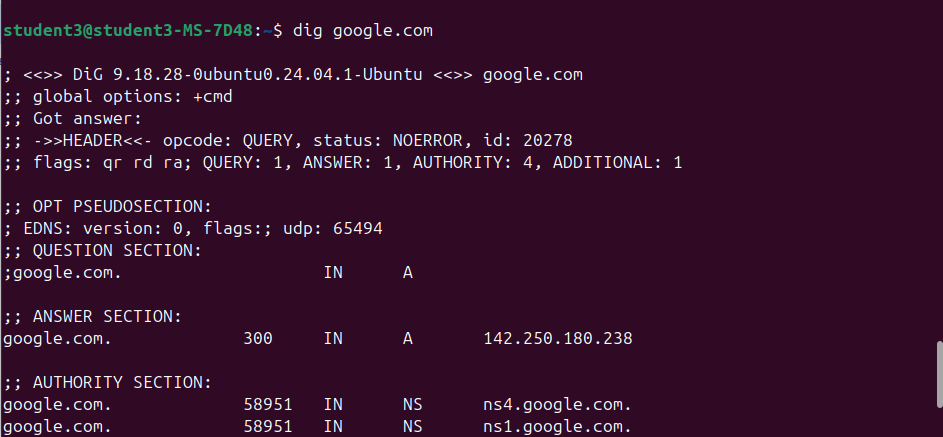 student3@student3-MS-7D48:~$ dig google.com
; <<>> DiG 9.18.28-0ubuntu0.24.04.1-Ubuntu <<>> google.com
;; global options: +cmd
;; Got answer:
;; ->>HEADER<<- opcode: QUERY, status: NOERROR, id: 20278
;; flags: qr rd ra; QUERY: 1, ANSWER: 1, AUTHORITY: 4, ADDITIONAL: 1
;; OPT PSEUDOSECTION:
; EDNS: version: 0, flags:; udp: 65494
;; QUESTION SECTION:
;google.com. IN A
;; ANSWER SECTION:
google.com. 300 IN A 142.250.180.238
;; AUTHORITY SECTION:
google.com. 58951 IN NS ns4.google.com.
google.com. 58951 IN NS ns1.google.com.